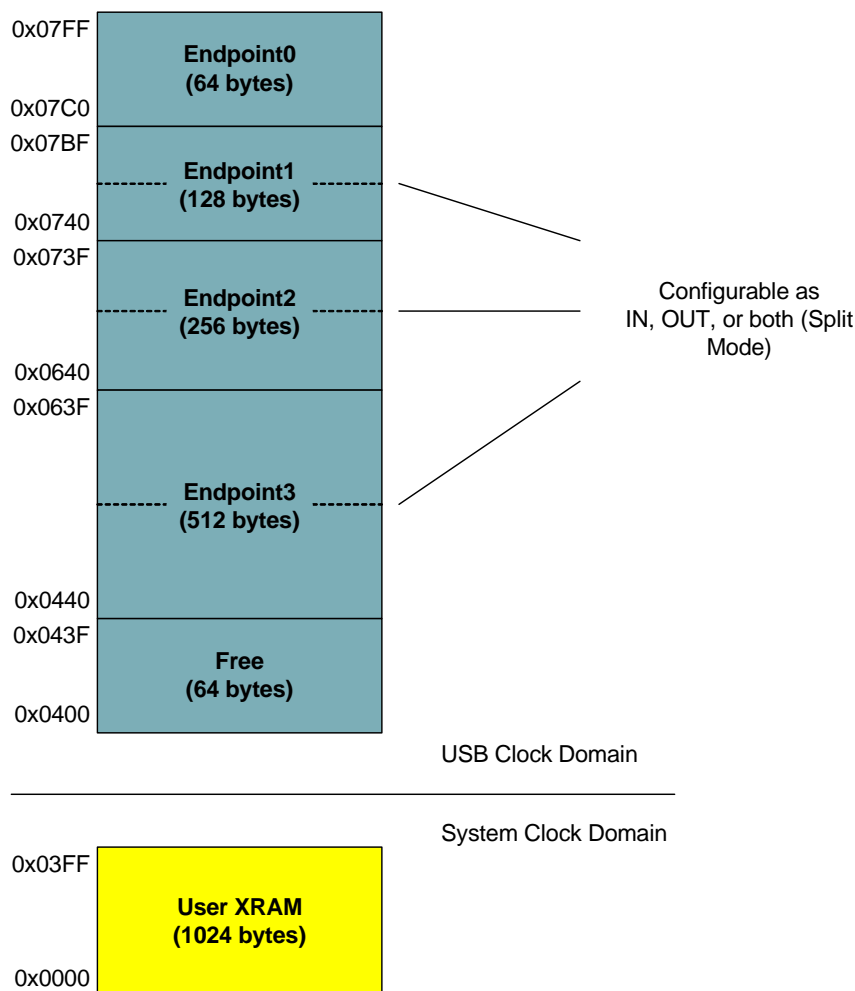 0x07FF
Endpoint0
(64 bytes)
0x07C0
0x07BF
Endpoint1
(128 bytes)
0x0740
0x073F
Endpoint2
(256 bytes)
0x0640
0x063F
Endpoint3
(512 bytes)
0x0440
0x043F
Free
(64 bytes)
0x0400
Configurable as
IN, OUT, or both (Split
Mode)
USB Clock Domain
System Clock Domain
0x03FF
User XRAM
(1024 bytes)
0x0000